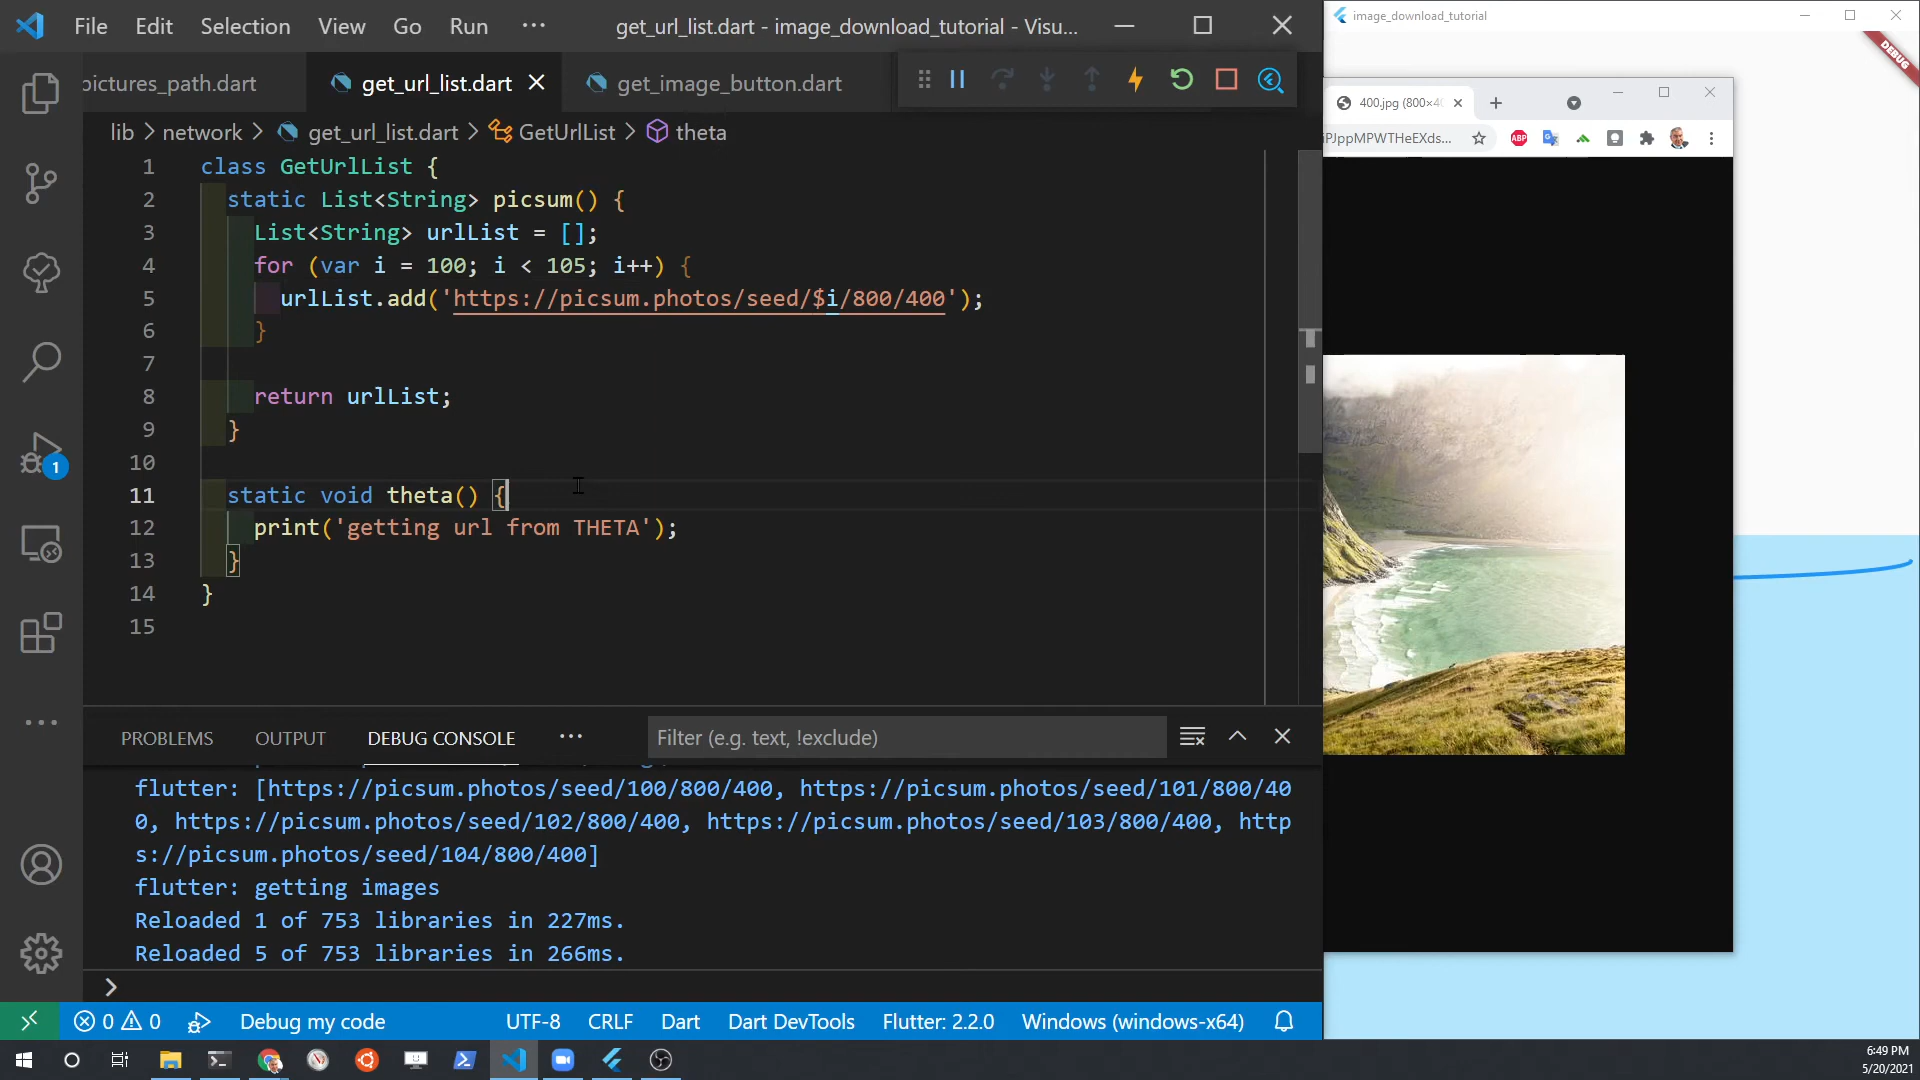 File Edit Selection View Go Run ··· get_url_list.dart - image_download_tutorial - Visu...
pictures_path.dart get_url_list.dart get_image_button.dart
lib > network > get_url_list.dart > GetUrlList > theta
1 class GetUrlList {
2 static List<String> picsum() {
3 List<String> urlList = [];
4 for (var i = 100; i < 105; i++) {
5 urlList.add('https://picsum.photos/seed/$i/800/400');
6 }
7
8 return urlList;
9 }
10
11 static void theta() {
12 print('getting url from THETA');
13 }
14 }
15
PROBLEMS OUTPUT DEBUG CONSOLE ··· Filter (e.g. text, !exclude)
flutter: [https://picsum.photos/seed/100/800/400, https://picsum.photos/seed/101/800/40
0, https://picsum.photos/seed/102/800/400, https://picsum.photos/seed/103/800/400, http
s://picsum.photos/seed/104/800/400]
flutter: getting images
Reloaded 1 of 753 libraries in 227ms.
Reloaded 5 of 753 libraries in 266ms.
>
1
0 0 Debug my code UTF-8 CRLF Dart Dart DevTools Flutter: 2.2.0 Windows (windows-x64)
image_download_tutorial
DEBUG
400.jpg (800×4
iPJppMPWTHeEXds... ABP
6:49 PM
5/20/2021